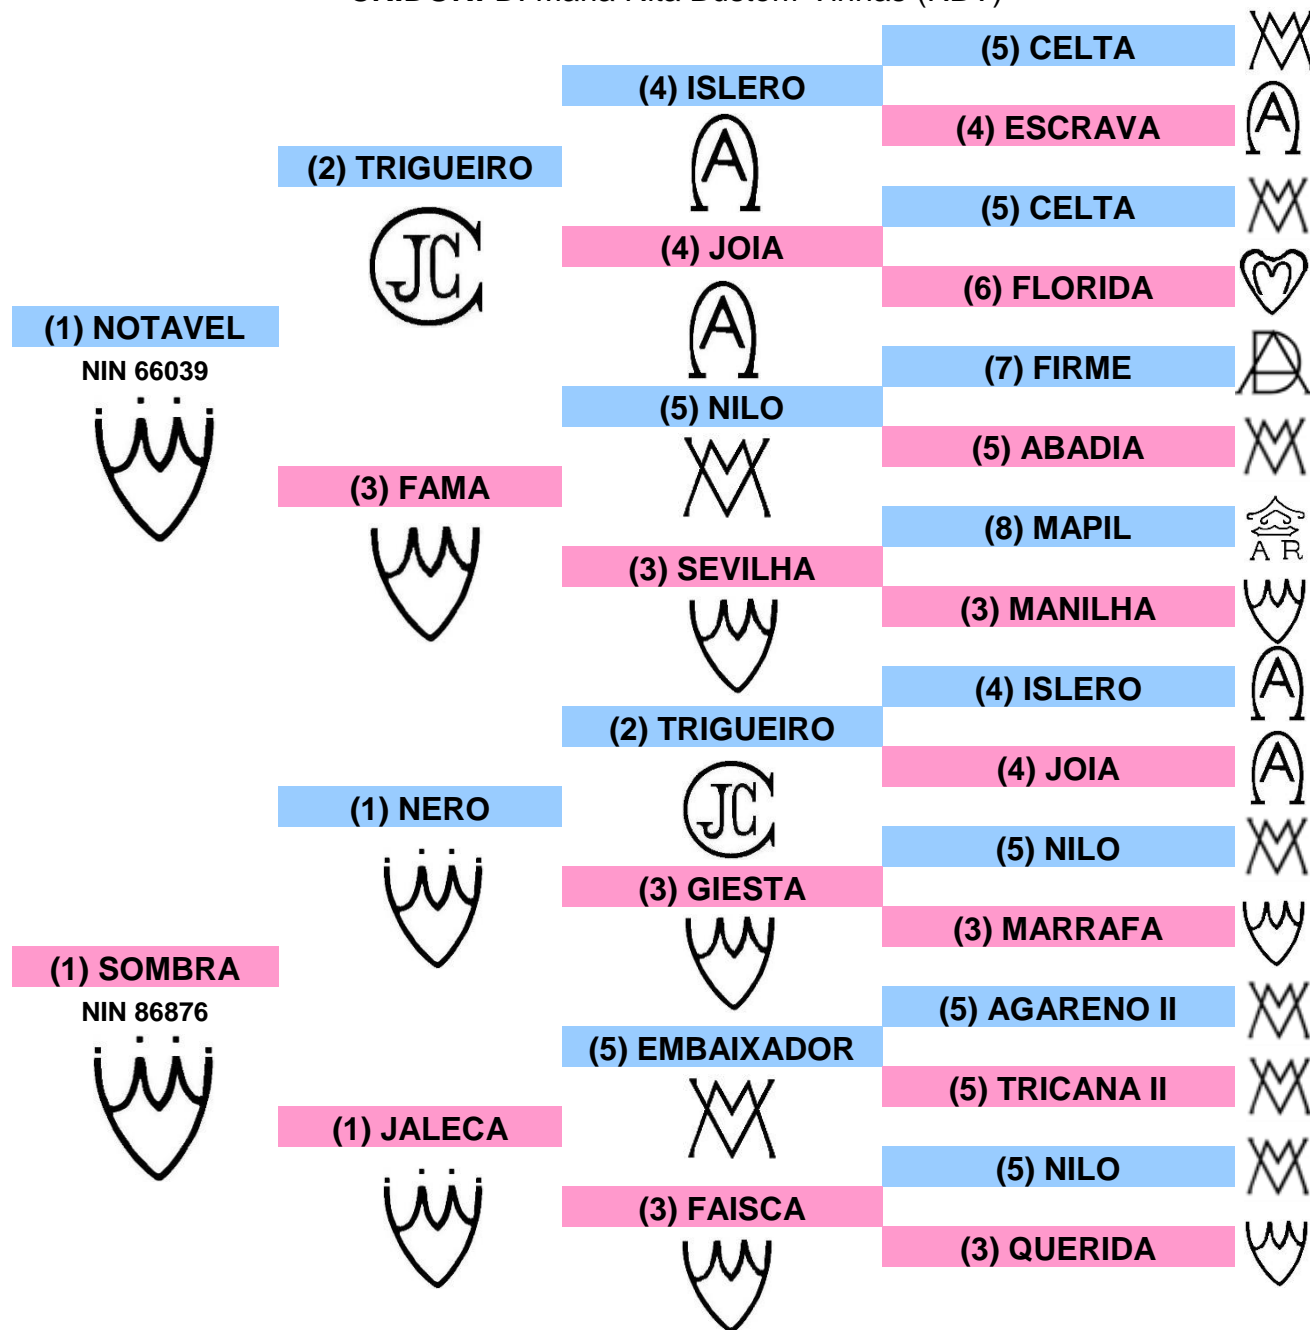 (5) CELTA
(4) ISLERO
(4) ESCRAVA
A
A
(2) TRIGUEIRO
(5) CELTA
JC
(4) JOIA
(6) FLORIDA
(1) NOTAVEL
NIN 66039
A
(7) FIRME
(5) NILO
(5) ABADIA
(3) FAMA
(8) MAPIL
A R
(3) SEVILHA
(3) MANILHA
(4) ISLERO
A
(2) TRIGUEIRO
(4) JOIA
A
JC
(1) NERO
(5) NILO
(3) GIESTA
(3) MARRAFA
(1) SOMBRA
NIN 86876
(5) AGARENO II
(5) EMBAIXADOR
(5) TRICANA II
(1) JALECA
(5) NILO
(3) FAISCA
(3) QUERIDA